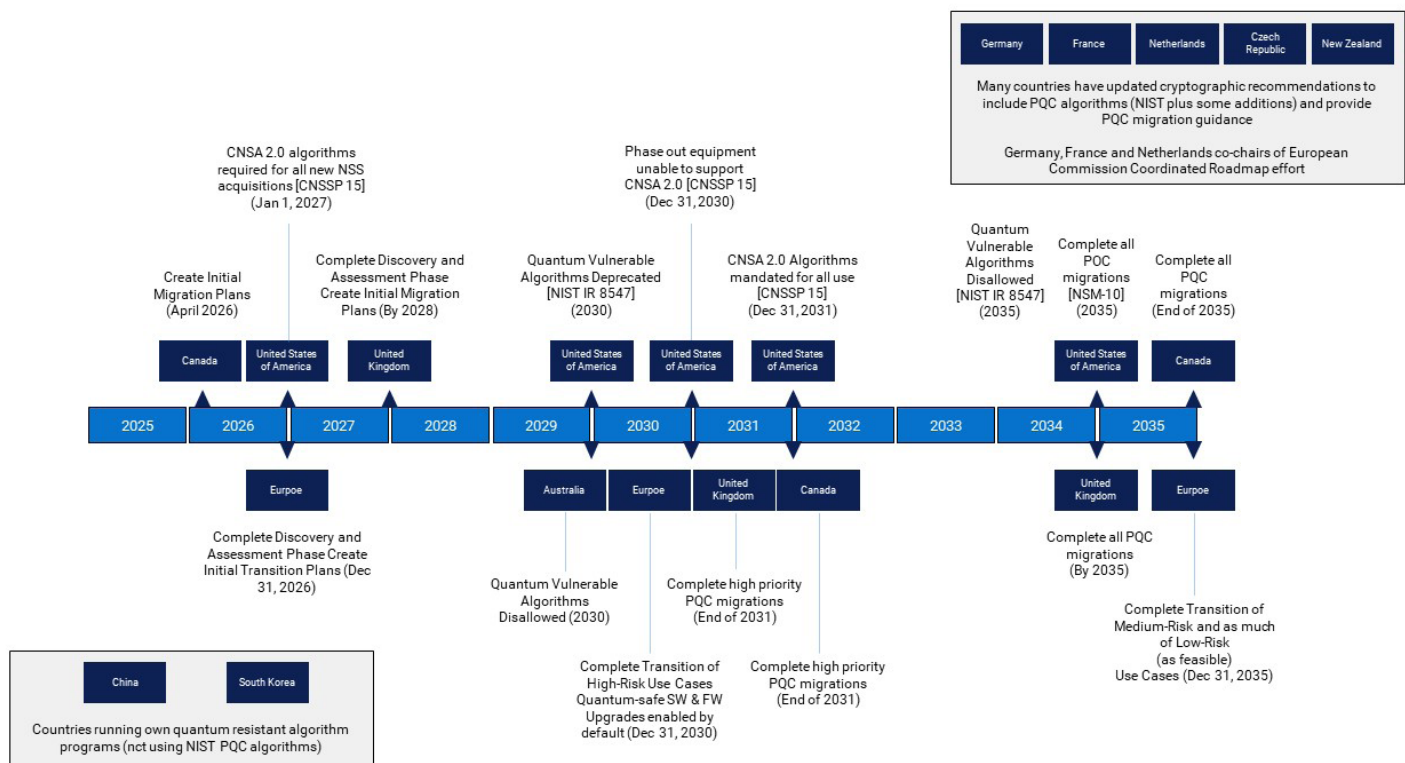 Germany
France
Netherlands
Czech
Republic
New Zealand
Many countries have updated cryptographic recommendations to
include PQC algorithms (NIST plus some additions) and provide
PQC migration guidance
Germany, France and Netherlands co-chairs of European
Commission Coordinated Roadmap effort
CNSA 2.0 algorithms
required for all new NSS
acquisitions [CNSSP 15]
(Jan 1, 2027)
Phase out equipment
unable to support
CNSA 2.0 [CNSSP 15]
(Dec 31, 2030)
Create Initial
Migration Plans
(April 2026)
Complete Discovery and
Assessment Phase
Create Initial Migration
Plans (By 2028)
Quantum Vulnerable
Algorithms Deprecated
[NIST IR 8547]
(2030)
CNSA 2.0 Algorithms
mandated for all use
[CNSSP 15]
(Dec 31, 2031)
Quantum
Vulnerable
Algorithms
Disallowed
[NIST IR 8547]
(2035)
Complete all
POC
migrations
[NSM-10]
(2035)
Complete all
PQC
migrations
(End of 2035)
Canada
United States
of America
United
Kingdom
United States
of America
United States
of America
United States
of America
United States
of America
Canada
2025
2026
2027
2028
2029
2030
2031
2032
2033
2034
2035
Eurpoe
Australia
Eurpoe
United
Kingdom
Canada
United
Kingdom
Eurpoe
Complete Discovery and
Assessment Phase Create
Initial Transition Plans (Dec
31, 2026)
Quantum Vulnerable
Algorithms
Disallowed (2030)
Complete Transition of
High-Risk Use Cases
Quantum-safe SW & FW
Upgrades enabled by
default (Dec 31, 2030)
Complete high priority
PQC migrations
(End of 2031)
Complete high priority
PQC migrations
(End of 2031)
Complete all PQC
migrations
(By 2035)
Complete Transition of
Medium-Risk and as much
of Low-Risk
(as feasible)
Use Cases (Dec 31, 2035)
China
South Korea
Countries running own quantum resistant algorithm
programs (nct using NIST PQC algorithms)